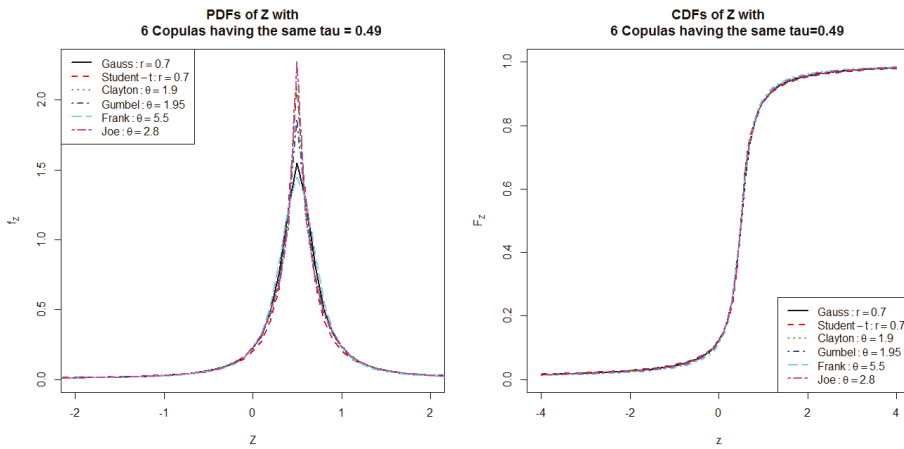 PDFs of Z with
6 Copulas having the same tau = 0.49
Gauss : r = 0.7
Student−t : r = 0.7
Clayton : θ = 1.9
Gumbel : θ = 1.95
Frank : θ = 5.5
Joe : θ = 2.8
fZ
0.0
0.5
1.0
1.5
2.0
-2
-1
0
1
2
Z
CDFs of Z with
6 Copulas having the same tau=0.49
FZ
0.0
0.2
0.4
0.6
0.8
1.0
Gauss : r = 0.7
Student−t : r = 0.7
Clayton : θ = 1.9
Gumbel : θ = 1.95
Frank : θ = 5.5
Joe : θ = 2.8
-4
-2
0
2
4
z